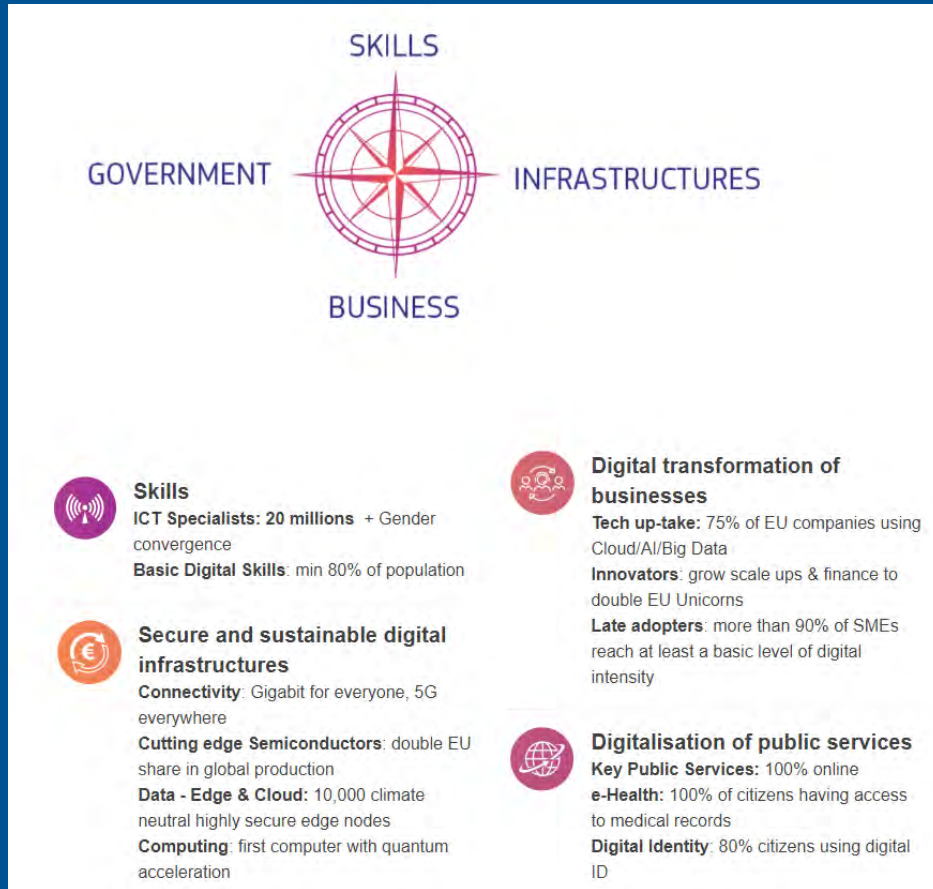 SKILLS
GOVERNMENT
INFRASTRUCTURES
BUSINESS
Skills
ICT Specialists: 20 millions + Gender
convergence
Basic Digital Skills: min 80% of population
Secure and sustainable digital
infrastructures
Connectivity: Gigabit for everyone, 5G
everywhere
Cutting edge Semiconductors: double EU
share in global production
Data - Edge & Cloud: 10,000 climate
neutral highly secure edge nodes
Computing: first computer with quantum
acceleration
Digital transformation of
businesses
Tech up-take: 75% of EU companies using
Cloud/AI/Big Data
Innovators: grow scale ups & finance to
double EU Unicorns
Late adopters: more than 90% of SMEs
reach at least a basic level of digital
intensity
Digitalisation of public services
Key Public Services: 100% online
e-Health: 100% of citizens having access
to medical records
Digital Identity: 80% citizens using digital
ID